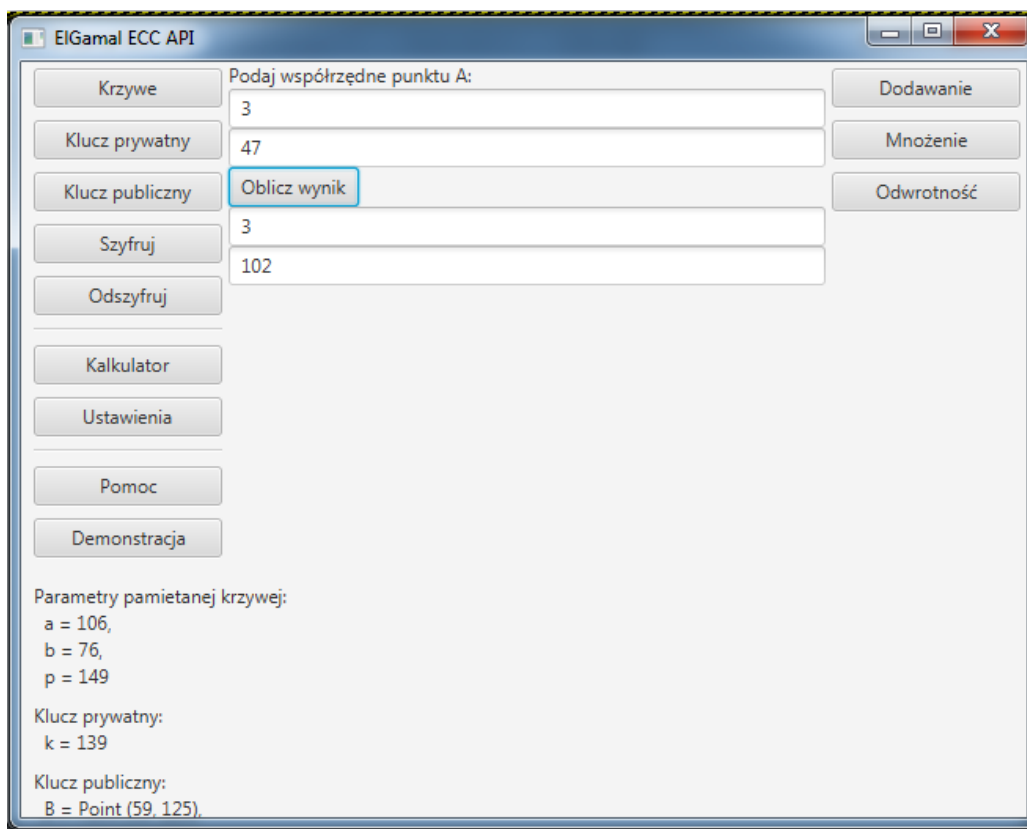 ElGamal ECC API
Krzywe
Klucz prywatny
Klucz publiczny
Szyfruj
Odszyfruj
Kalkulator
Ustawienia
Pomoc
Demonstracja
Podaj współrzędne punktu A:
3
47
Oblicz wynik
3
102
Dodawanie
Mnożenie
Odwrotność
Parametry pamietanej krzywej:
a = 106,
b = 76,
p = 149
Klucz prywatny:
k = 139
Klucz publiczny:
B = Point (59, 125),